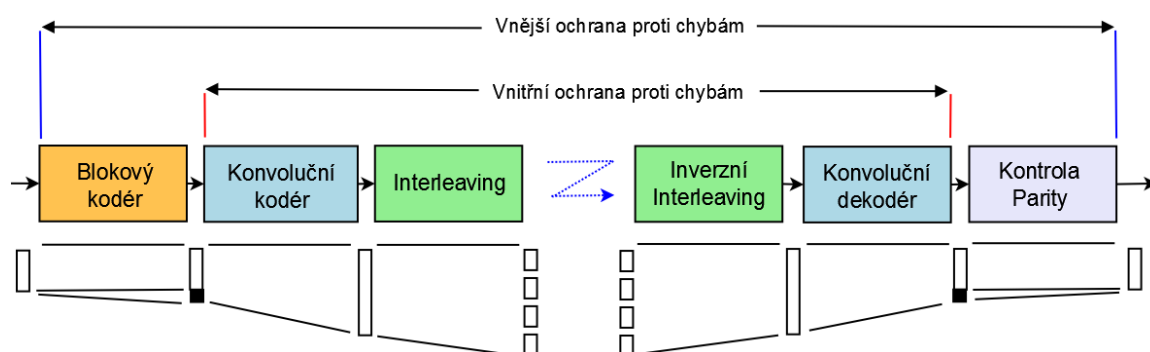 Vnější ochrana proti chybám
Vnitřní ochrana proti chybám
Blokový
kodér
Konvoluční
kodér
Interleaving
Inverzní
Interleaving
Konvoluční
dekodér
Kontrola
Parity